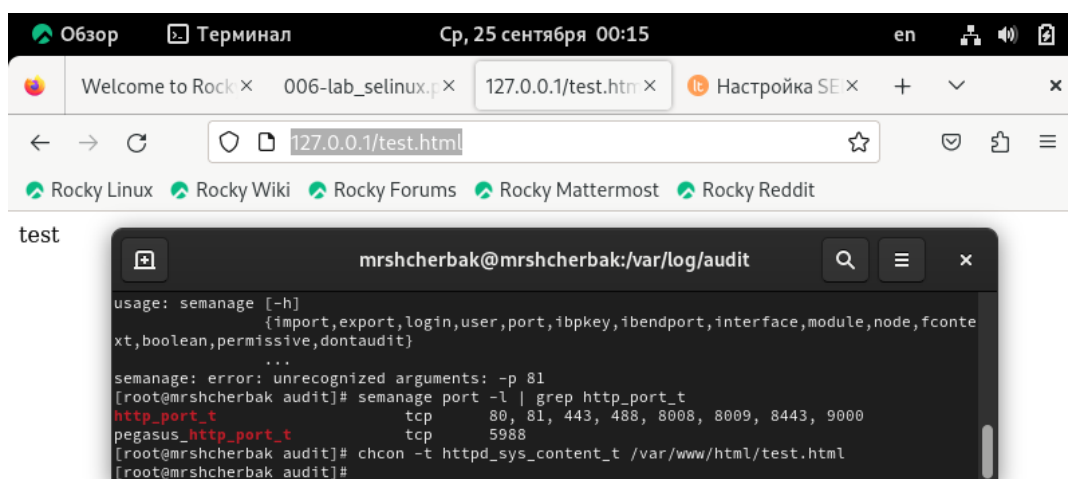 Обзор Терминал Ср, 25 сентября 00:15 en
Welcome to Rock 006-lab_selinux.p 127.0.0.1/test.htm Настройка SE
127.0.0.1/test.html
Rocky Linux Rocky Wiki Rocky Forums Rocky Mattermost Rocky Reddit
test
mrshcherbak@mrshcherbak:/var/log/audit
usage: semanage [-h]
{import,export,login,user,port,ibpkey,ibendport,interface,module,node,fconte
xt,boolean,permissive,dontaudit}
...
semanage: error: unrecognized arguments: -p 81
[root@mrshcherbak audit]# semanage port -l | grep http_port_t
http_port_t tcp 80, 81, 443, 488, 8008, 8009, 8443, 9000
pegasus_http_port_t tcp 5988
[root@mrshcherbak audit]# chcon -t httpd_sys_content_t /var/www/html/test.html
[root@mrshcherbak audit]#